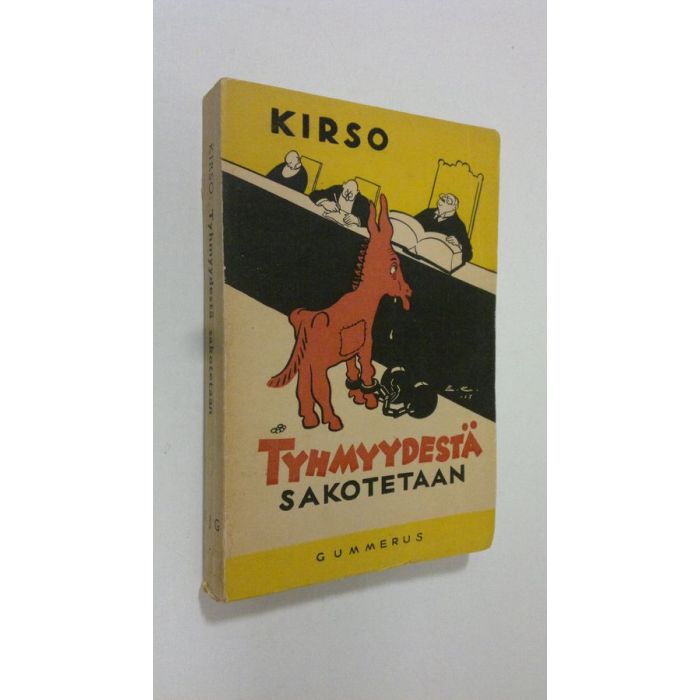 KIRSO
TYHMYYDESTÄ
SAKOTETAAN
GUMMERUS
KIRSO: Tyhmyydestä sakotetaan
G